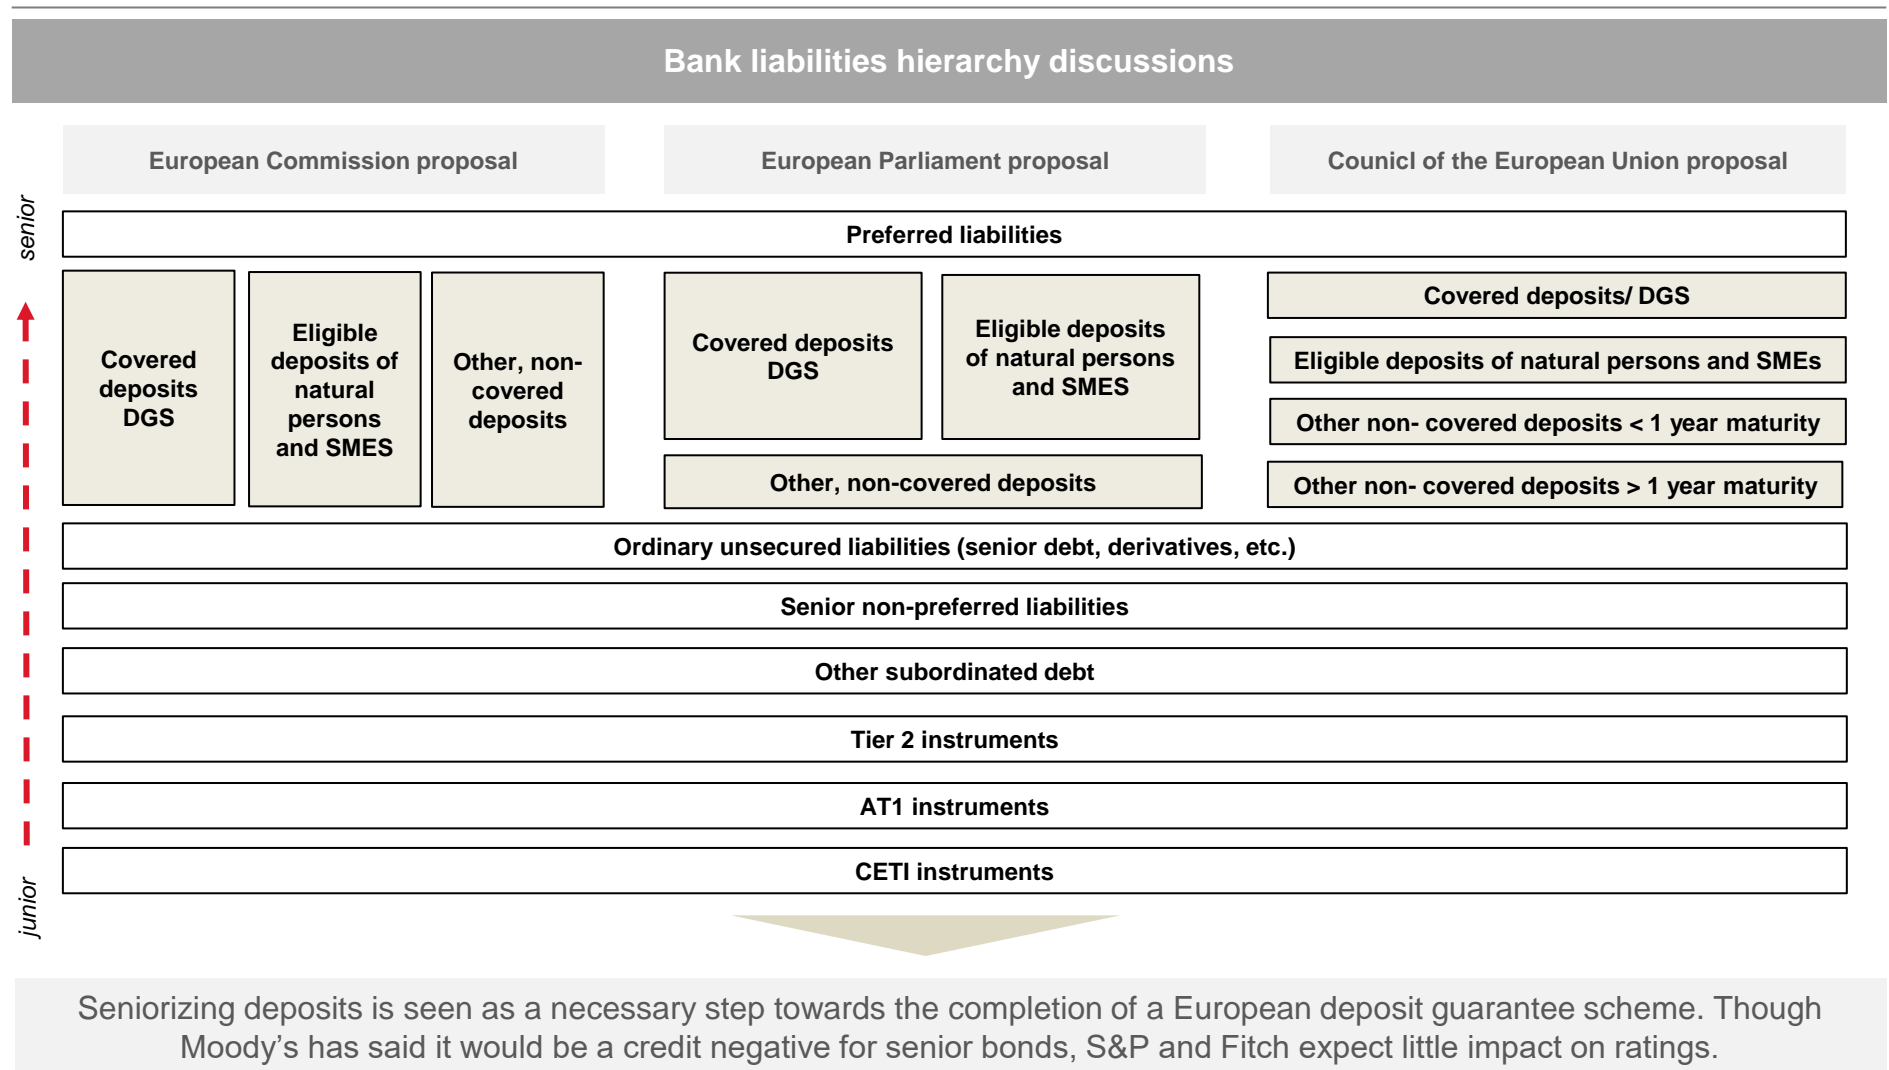 Bank liabilities hierarchy discussions
European Commission proposal
European Parliament proposal
Counicl of the European Union proposal
senior
Preferred liabilities
Covered
deposits
DGS
Eligible
deposits of
natural
persons
and SMES
Other, non-
covered
deposits
Covered deposits
DGS
Eligible deposits
of natural persons
and SMES
Other, non-covered deposits
Covered deposits/ DGS
Eligible deposits of natural persons and SMEs
Other non- covered deposits < 1 year maturity
Other non- covered deposits > 1 year maturity
Ordinary unsecured liabilities (senior debt, derivatives, etc.)
Senior non-preferred liabilities
Other subordinated debt
Tier 2 instruments
AT1 instruments
CETI instruments
junior
Seniorizing deposits is seen as a necessary step towards the completion of a European deposit guarantee scheme. Though
Moody’s has said it would be a credit negative for senior bonds, S&P and Fitch expect little impact on ratings.